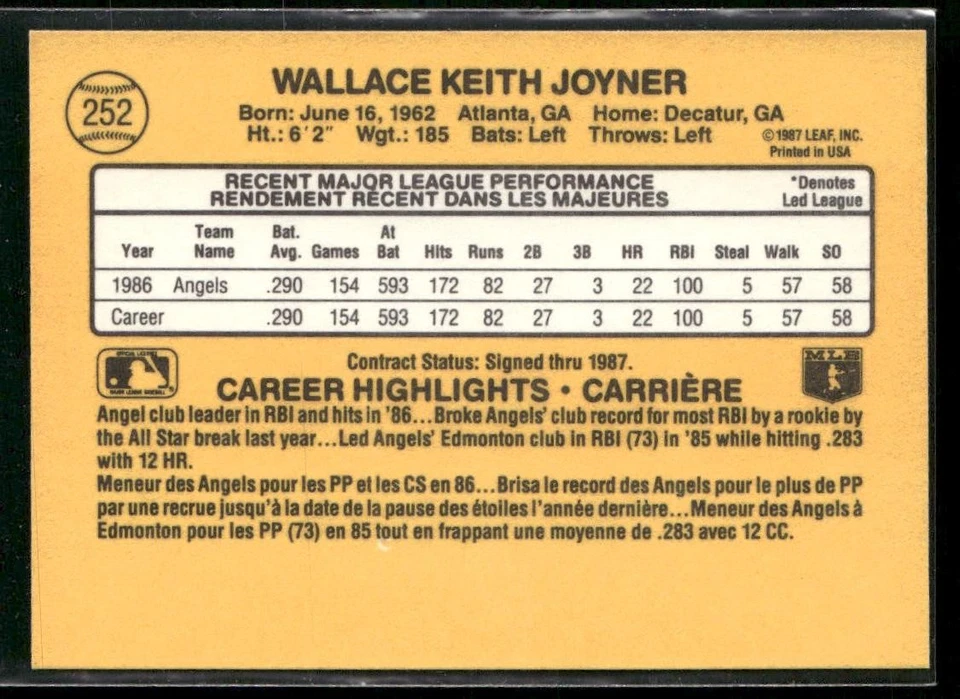 252
WALLACE KEITH JOYNER
Born: June 16, 1962 Atlanta, GA Home: Decatur, GA
Ht.: 6'2" Wgt.: 185 Bats: Left Throws: Left
©1987 LEAF, INC.
Printed in USA
RECENT MAJOR LEAGUE PERFORMANCE
RENDEMENT RECENT DANS LES MAJEURES
*Denotes
Led League
Year Team Name Bat. Avg. Games At Bat Hits Runs 2B 3B HR RBI Steal Walk SO
1986 Angels .290 154 593 172 82 27 3 22 100 5 57 58
Career .290 154 593 172 82 27 3 22 100 5 57 58
Contract Status: Signed thru 1987.
MLB
CAREER HIGHLIGHTS • CARRIÈRE
Angel club leader in RBI and hits in '86...Broke Angels' club record for most RBI by a rookie by
the All Star break last year...Led Angels' Edmonton club in RBI (73) in '85 while hitting .283
with 12 HR.
Meneur des Angels pour les PP et les CS en 86...Brisa le record des Angels pour le plus de PP
par une recrue jusqu'à la date de la pause des étoiles l'année dernière...Meneur des Angels à
Edmonton pour les PP (73) en 85 tout en frappant une moyenne de .283 avec 12 CC.